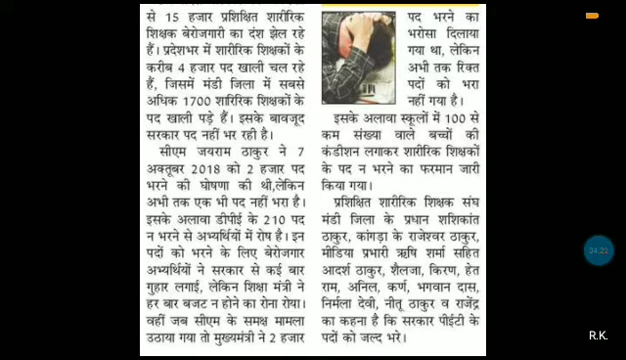 से 15 हजार प्रशिक्षित शारीरिक
शिक्षक बेरोजगारी का दंश झेल रहे
हैं। प्रदेशभर में शारीरिक शिक्षकों के
करीब 4 हजार पद खाली चल रहे
हैं, जिसमें मंडी जिला में सबसे
अधिक 1700 शारिरिक शिक्षकों के
पद खाली पड़े हैं। इसके बावजूद
सरकार पद नहीं भर रही है।
सीएम जयराम ठाकुर ने 7
अक्तूबर 2018 को 2 हजार पद
भरने की घोषणा की थी,लेकिन
अभी तक एक भी पद नहीं भरा है।
इसके अलावा डीपीई के 210 पद
न भरने से अभ्यर्थियों में रोष है। इन
पदों को भरने के लिए बेरोजगार
अभ्यर्थियों ने सरकार से कई बार
गुहार लगाई, लेकिन शिक्षा मंत्री ने
हर बार बजट न होने का रोना रोया।
वहीं जब सीएम के समक्ष मामला
उठाया गया तो मुख्यमंत्री ने 2 हजार
पद भरने का
भरोसा दिलाया
गया था, लेकिन
अभी तक रिक्त
पदों को भरा
नहीं गया है।
इसके अलावा स्कूलों में 100 से
कम संख्या वाले बच्चों की
कंडीशन लगाकर शारीरिक शिक्षकों
के पद न भरने का फरमान जारी
किया गया।
प्रशिक्षित शारीरिक शिक्षक संघ
मंडी जिला के प्रधान शशिकांत
ठाकुर, कांगड़ा के राजेश्वर ठाकुर,
मीडिया प्रभारी ऋषि शर्मा सहित
आदर्श ठाकुर, शैलजा, किरण, हेत
राम, अनिल, कर्ण, भगवान दास,
निर्मला देवी, नीतू ठाकुर व राजेंद्र
का कहना है कि सरकार पीईटी के
पदों को जल्द भरे।
34:22
R.K.